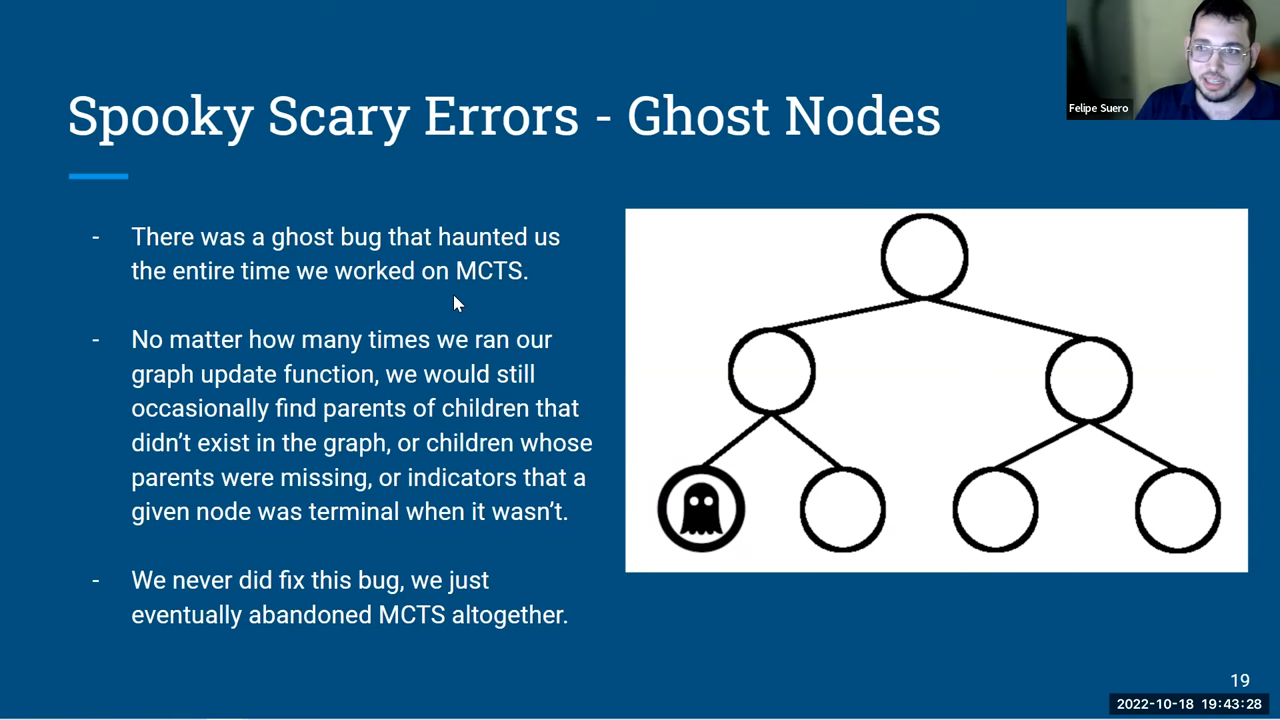 Spooky Scary Errors - Ghost Nodes
Felipe Suero
- There was a ghost bug that haunted us
the entire time we worked on MCTS.
- No matter how many times we ran our
graph update function, we would still
occasionally find parents of children that
didn’t exist in the graph, or children whose
parents were missing, or indicators that a
given node was terminal when it wasn’t.
- We never did fix this bug, we just
eventually abandoned MCTS altogether.
19
2022-10-18 19:43:28